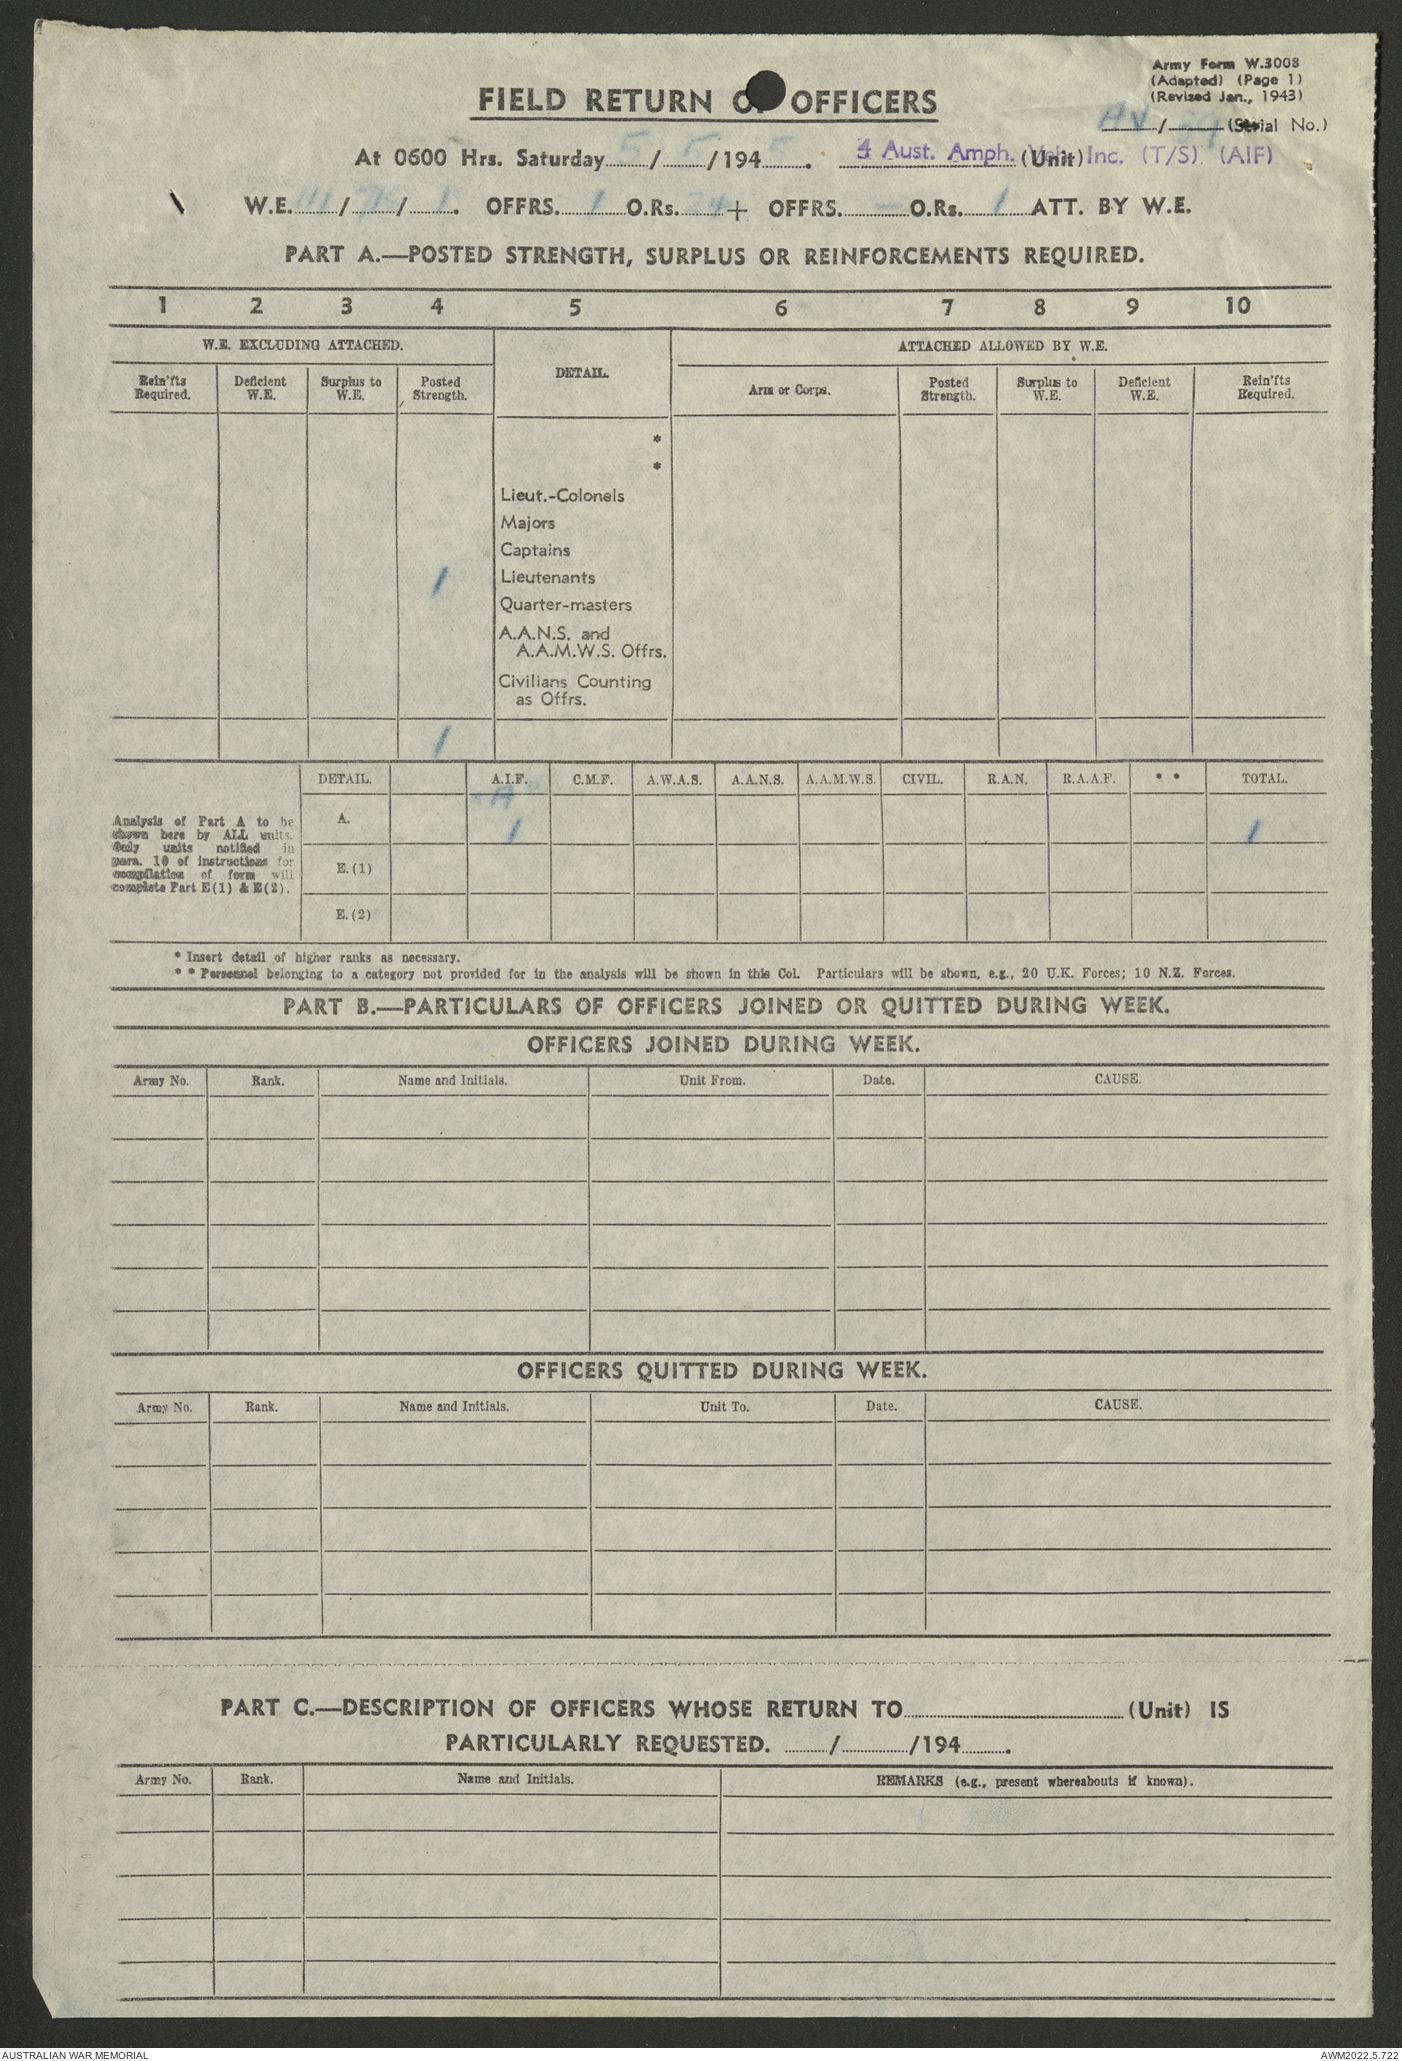 Army Form W.3008
(Adapted) (Page 1)
(Revised Jan., 1943)
FIELD RETURN OF OFFICERS
/ (Serial No.)
At 0600 Hrs. Saturday 5/5/1945. 4 Aust. Amph. Veh. Inc. (T/S) (AIF) (Unit)
W.E. 111/ / 1. OFFRS. 1 O.Rs. 24 + OFFRS. — O.Rs. 1 ATT. BY W.E.
PART A.—POSTED STRENGTH, SURPLUS OR REINFORCEMENTS REQUIRED.
1 2 3 4 5 6 7 8 9 10
W.E. EXCLUDING ATTACHED. DETAIL. ATTACHED ALLOWED BY W.E.
Rein'fts Required. Deficient W.E. Surplus to W.E. Posted Strength. Arm or Corps. Posted Strength. Surplus to W.E. Deficient W.E. Rein'fts Required.
*
*
Lieut.-Colonels
Majors
Captains
1 Lieutenants
Quarter-masters
A.A.N.S. and
A.A.M.W.S. Offrs.
Civilians Counting
as Offrs.
1
DETAIL. A.I.F. C.M.F. A.W.A.S. A.A.N.S. A.A.M.W.S. CIVIL. R.A.N. R.A.A.F. * * TOTAL.
Analysis of Part A to be
shown here by ALL units.
Only units notified in
para. 10 of instructions for
compilation of form will
complete Part E(1) & E(2).
A. "A" 1 1
E.(1)
E.(2)
* Insert detail of higher ranks as necessary.
* * Personnel belonging to a category not provided for in the analysis will be shown in this Col. Particulars will be shown, e.g., 20 U.K. Forces; 10 N.Z. Forces.
PART B.—PARTICULARS OF OFFICERS JOINED OR QUITTED DURING WEEK.
OFFICERS JOINED DURING WEEK.
Army No. Rank. Name and Initials. Unit From. Date. CAUSE.
OFFICERS QUITTED DURING WEEK.
Army No. Rank. Name and Initials. Unit To. Date. CAUSE.
PART C.—DESCRIPTION OF OFFICERS WHOSE RETURN TO (Unit) IS
PARTICULARLY REQUESTED. / /194 .
Army No. Rank. Name and Initials. REMARKS (e.g., present whereabouts if known).
AUSTRALIAN WAR MEMORIAL AWM2022.5.722